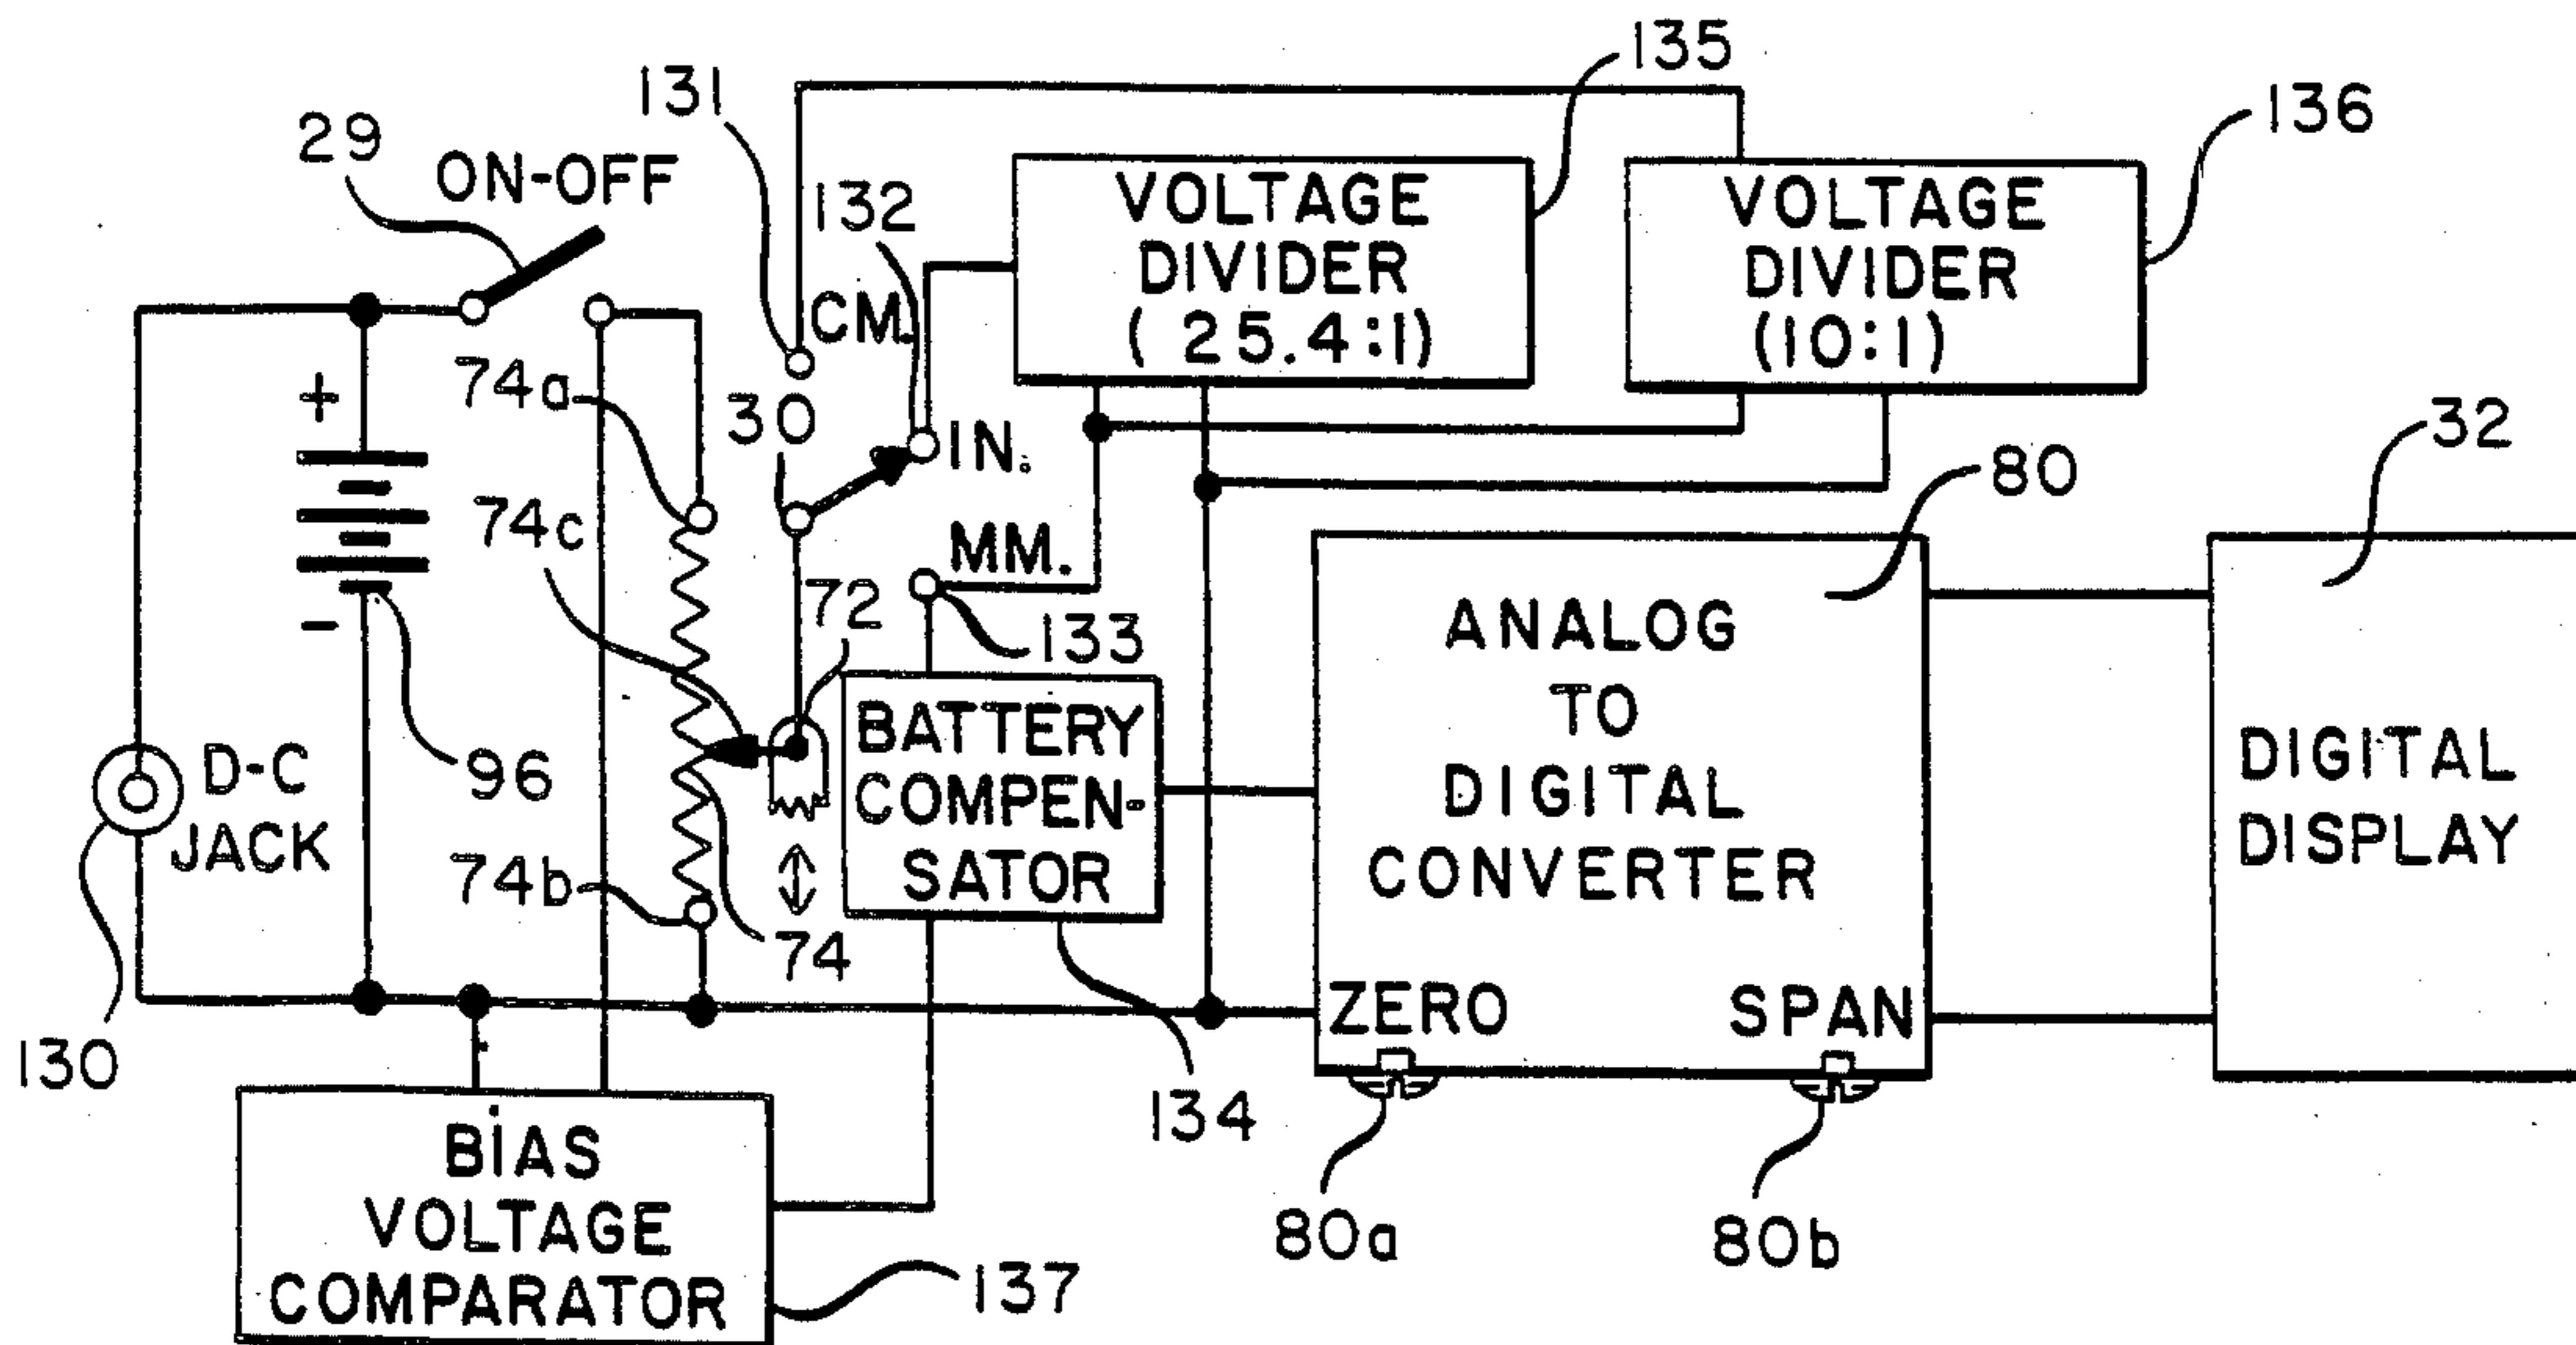 135
131
136
29
ON-OFF
132
VOLTAGE
DIVIDER
( 25.4:1)
VOLTAGE
DIVIDER
(10:1)
CM.
74a
+
30
IN.
32
80
74c
MM.
72
133
-
ANALOG
TO
DIGITAL
CONVERTER
BATTERY
COMPEN-
SATOR
DIGITAL
DISPLAY
D-C
JACK
96
74b
74
ZERO
SPAN
130
134
BiAS
VOLTAGE
COMPARATOR
80a
80b
137